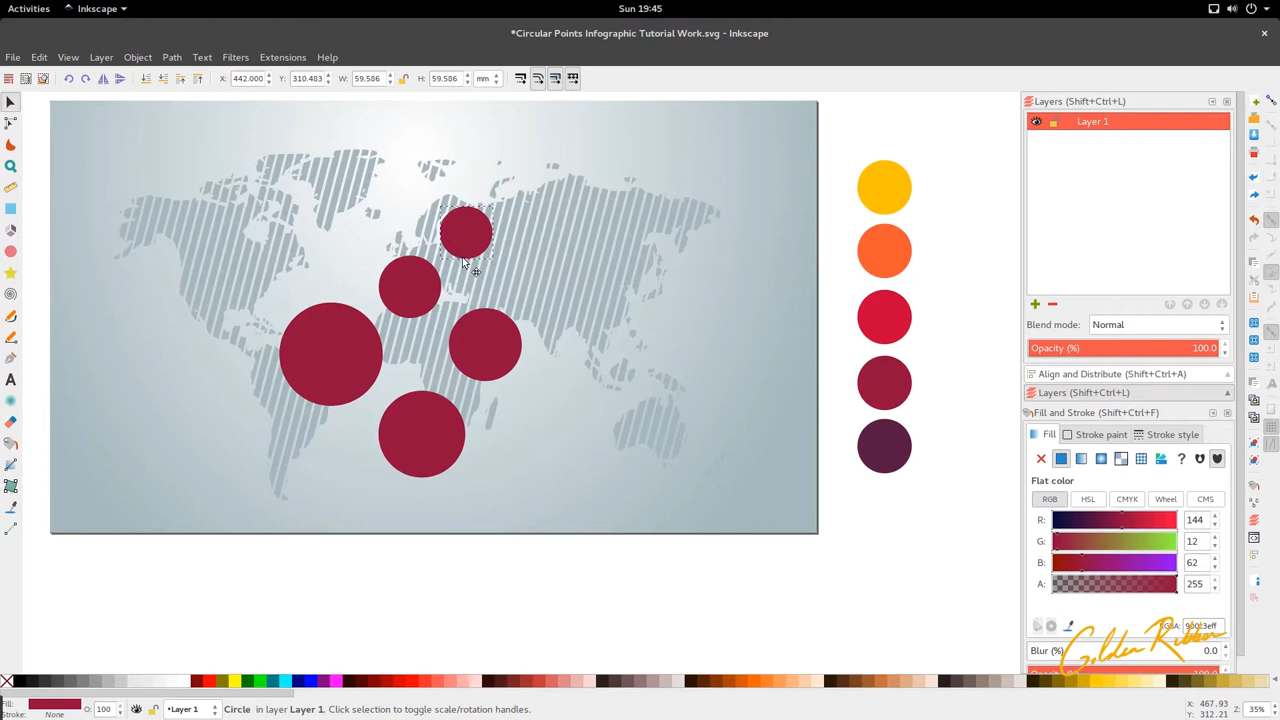 Activities
Inkscape
Sun 19:45
*Circular Points Infographic Tutorial Work.svg - Inkscape
File Edit View Layer Object Path Text Filters Extensions Help
X: 442.000 Y: 310.483 W: 59.586 H: 59.586 mm
Layers (Shift+Ctrl+L)
Layer 1
Blend mode: Normal
Opacity (%) 100.0
Align and Distribute (Shift+Ctrl+A)
Layers (Shift+Ctrl+L)
Fill and Stroke (Shift+Ctrl+F)
Fill Stroke paint Stroke style
Flat color
RGB HSL CMYK Wheel CMS
R: 144
G: 12
B: 62
A: 255
Golden Ribbon
Blur (%) 0.0
Fill:
Stroke: None
O: 100
•Layer 1
Circle in layer Layer 1. Click selection to toggle scale/rotation handles.
X: 467.93
Y: 312.21
Z: 35%